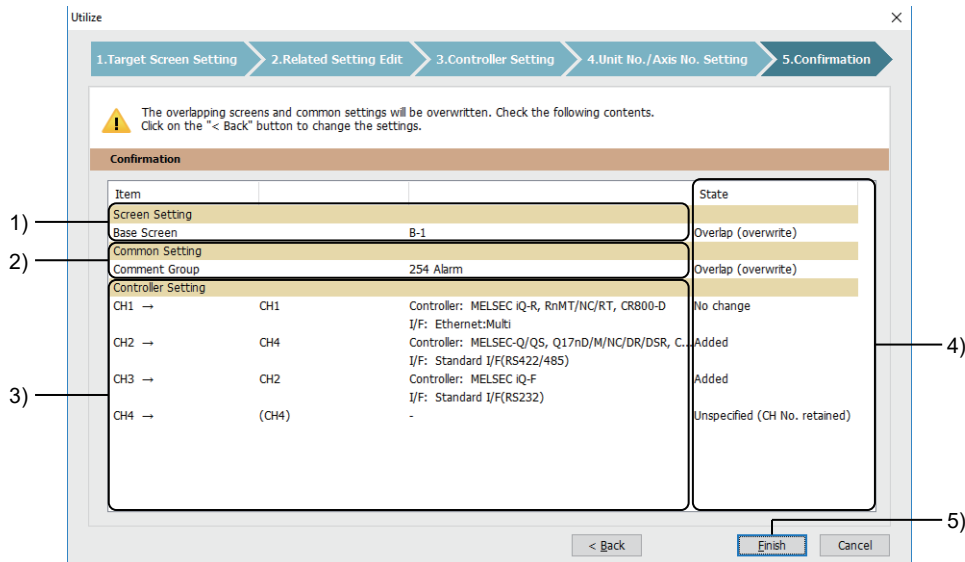 Utilize
1.Target Screen Setting 2.Related Setting Edit 3.Controller Setting 4.Unit No./Axis No. Setting 5.Confirmation
The overlapping screens and common settings will be overwritten. Check the following contents.
Click on the "< Back" button to change the settings.
Confirmation
Item State
1) Screen Setting
Base Screen B-1 Overlap (overwrite)
2) Common Setting
Comment Group 254 Alarm Overlap (overwrite)
Controller Setting
CH1 → CH1 Controller: MELSEC iQ-R, RnMT/NC/RT, CR800-D No change
I/F: Ethernet:Multi
CH2 → CH4 Controller: MELSEC-Q/QS, Q17nD/M/NC/DR/DSR, C... Added 4)
I/F: Standard I/F(RS422/485)
CH3 → CH2 Controller: MELSEC iQ-F Added
3) I/F: Standard I/F(RS232)
CH4 → (CH4) - Unspecified (CH No. retained)
5)
< Back Finish Cancel